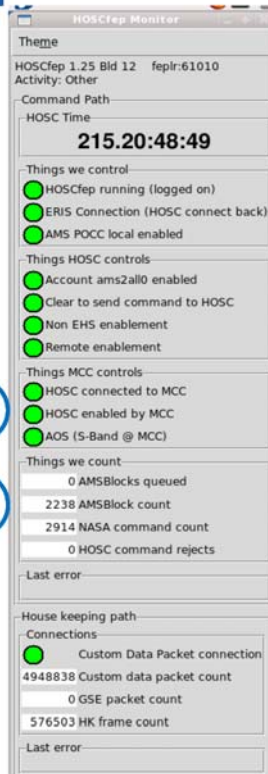 HOSCfep Monitor
Theme
HOSCfep 1.25 Bld 12 feplr:61010
Activity: Other
Command Path
HOSC Time
215.20:48:49
Things we control
HOSCfep running (logged on)
ERIS Connection (HOSC connect back)
AMS POCC local enabled
Things HOSC controls
Account ams2all0 enabled
Clear to send command to HOSC
Non EHS enablement
Remote enablement
Things MCC controls
HOSC connected to MCC
HOSC enabled by MCC
AOS (S-Band @ MCC)
Things we count
0 AMSBlocks queued
2238 AMSBlock count
2914 NASA command count
0 HOSC command rejects
Last error
House keeping path
Connections
Custom Data Packet connection
4948838 Custom data packet count
0 GSE packet count
576503 HK frame count
Last error